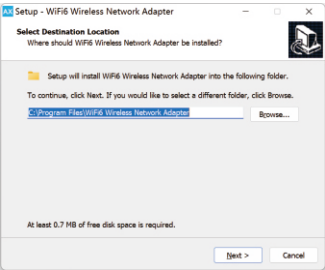 AX Setup - WiFi6 Wireless Network Adapter
Select Destination Location
Where should WiFi6 Wireless Network Adapter be installed?
Setup will install WiFi6 Wireless Network Adapter into the following folder.
To continue, click Next. If you would like to select a different folder, click Browse.
C:\Program Files\WiFi6 Wireless Network Adapter
Browse...
At least 0.7 MB of free disk space is required.
Next >
Cancel